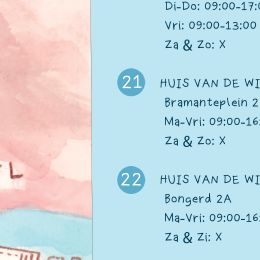 Di-Do: 09:00-17:0
Vri: 09:00-13:00
Za & Zo: X
21 HUIS VAN DE WI
Bramanteplein 2
Ma-Vri: 09:00-16:
Za & Zo: X
22 HUIS VAN DE WI
Bongerd 2A
Ma-Vri: 09:00-16:
Za & Zi: X